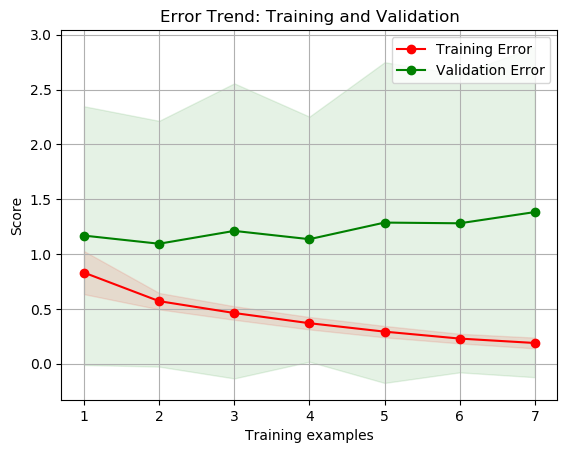 Error Trend: Training and Validation
3.0
2.5
2.0
1.5
1.0
0.5
0.0
Score
Training Error
Validation Error
1 2 3 4 5 6 7
Training examples